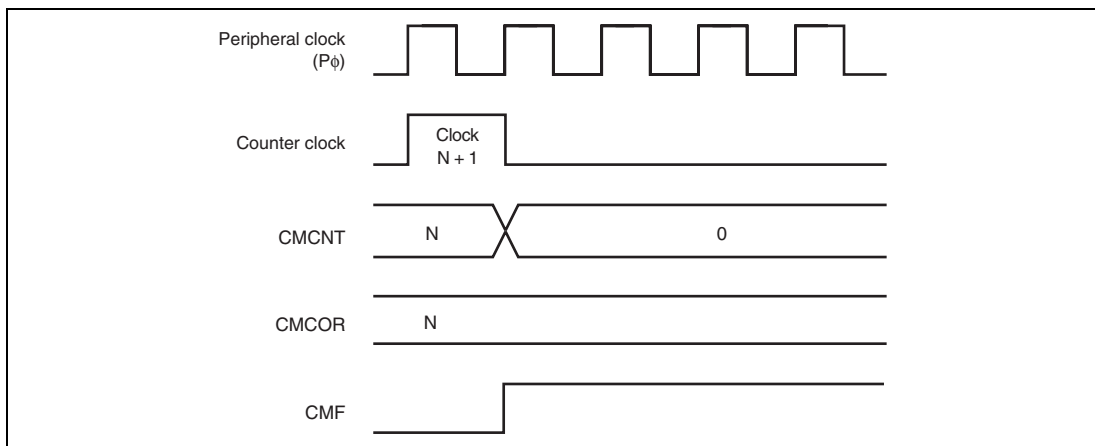 Peripheral clock
(Pφ)
Counter clock
Clock
N + 1
CMCNT
N
0
CMCOR
N
CMF